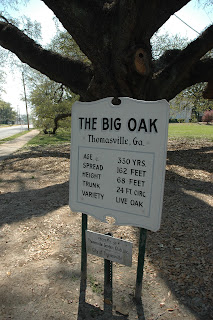 THE BIG OAK
Thomasville, Ga.
AGE 330 YRS.
SPREAD 162 FEET
HEIGHT 68 FEET
TRUNK 24 FT. CIRC.
VARIETY LIVE OAK